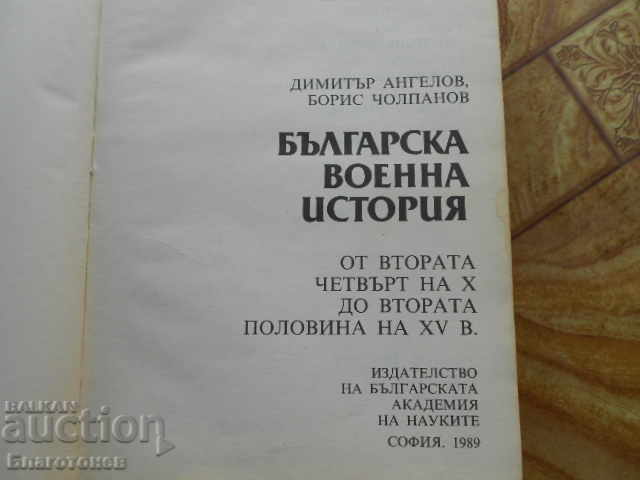 ДИМИТЪР АНГЕЛОВ,
БОРИС ЧОЛПАНОВ
БЪЛГАРСКА
ВОЕННА
ИСТОРИЯ
ОТ ВТОРАТА
ЧЕТВЪРТ НА X
ДО ВТОРАТА
ПОЛОВИНА НА XV В.
ИЗДАТЕЛСТВО
НА БЪЛГАРСКАТА
АКАДЕМИЯ
НА НАУКИТЕ
СОФИЯ. 1989
BALKAN
auction
Благотонев